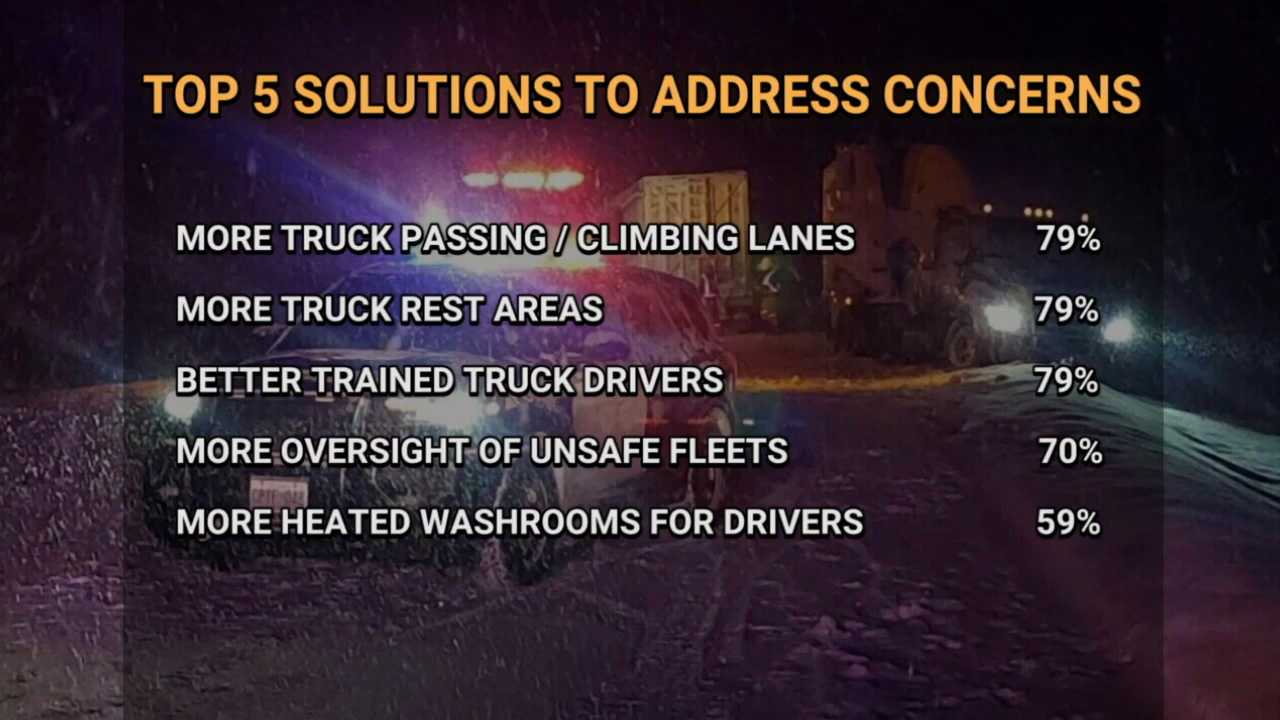 TOP 5 SOLUTIONS TO ADDRESS CONCERNS
MORE TRUCK PASSING / CLIMBING LANES 79%
MORE TRUCK REST AREAS 79%
BETTER TRAINED TRUCK DRIVERS 79%
MORE OVERSIGHT OF UNSAFE FLEETS 70%
MORE HEATED WASHROOMS FOR DRIVERS 59%